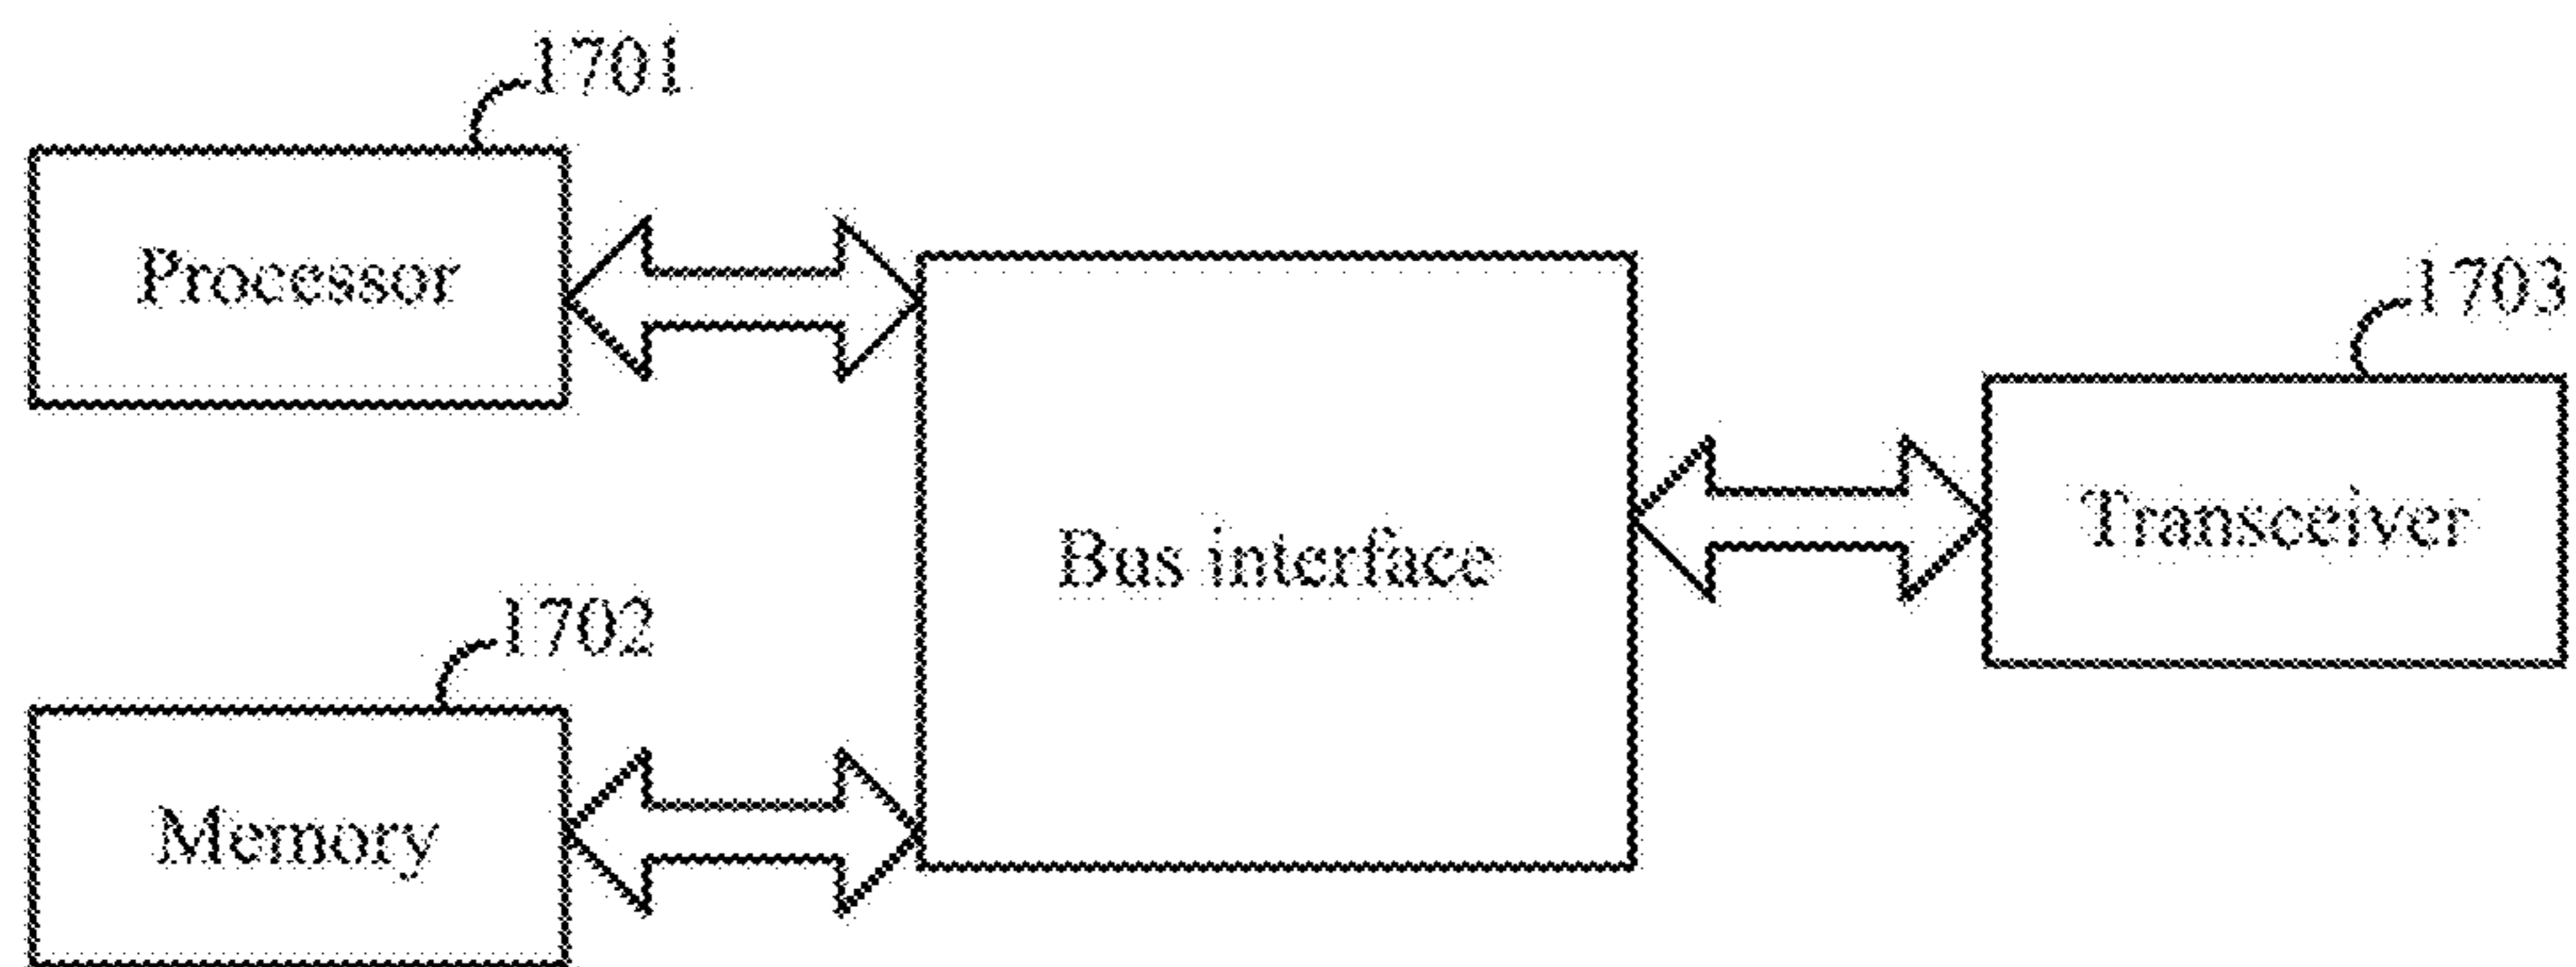 1701
Processor
1703
Transceiver
Bus interface
1702
Memory